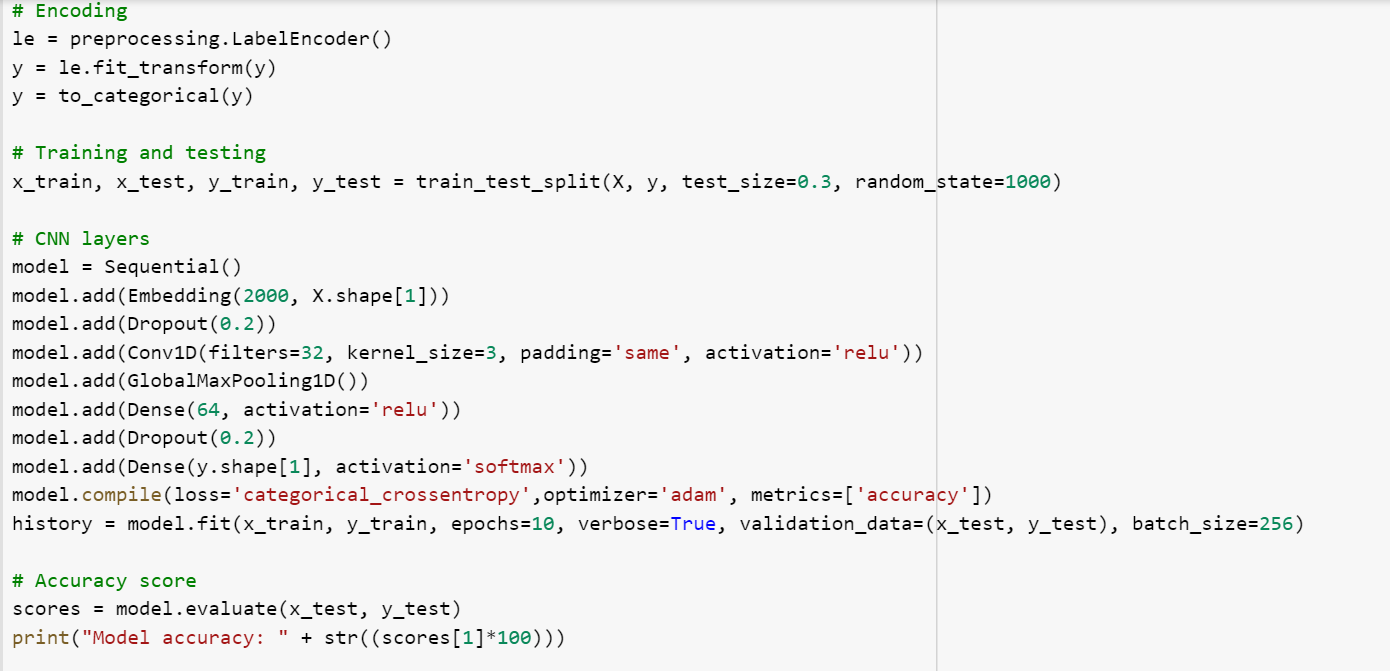 # Encoding
le = preprocessing.LabelEncoder()
y = le.fit_transform(y)
y = to_categorical(y)
# Training and testing
x_train, x_test, y_train, y_test = train_test_split(X, y, test_size=0.3, random_state=1000)
# CNN layers
model = Sequential()
model.add(Embedding(2000, X.shape[1]))
model.add(Dropout(0.2))
model.add(Conv1D(filters=32, kernel_size=3, padding='same', activation='relu'))
model.add(GlobalMaxPooling1D())
model.add(Dense(64, activation='relu'))
model.add(Dropout(0.2))
model.add(Dense(y.shape[1], activation='softmax'))
model.compile(loss='categorical_crossentropy',optimizer='adam', metrics=['accuracy'])
history = model.fit(x_train, y_train, epochs=10, verbose=True, validation_data=(x_test, y_test), batch_size=256)
# Accuracy score
scores = model.evaluate(x_test, y_test)
print("Model accuracy: " + str((scores[1]*100)))